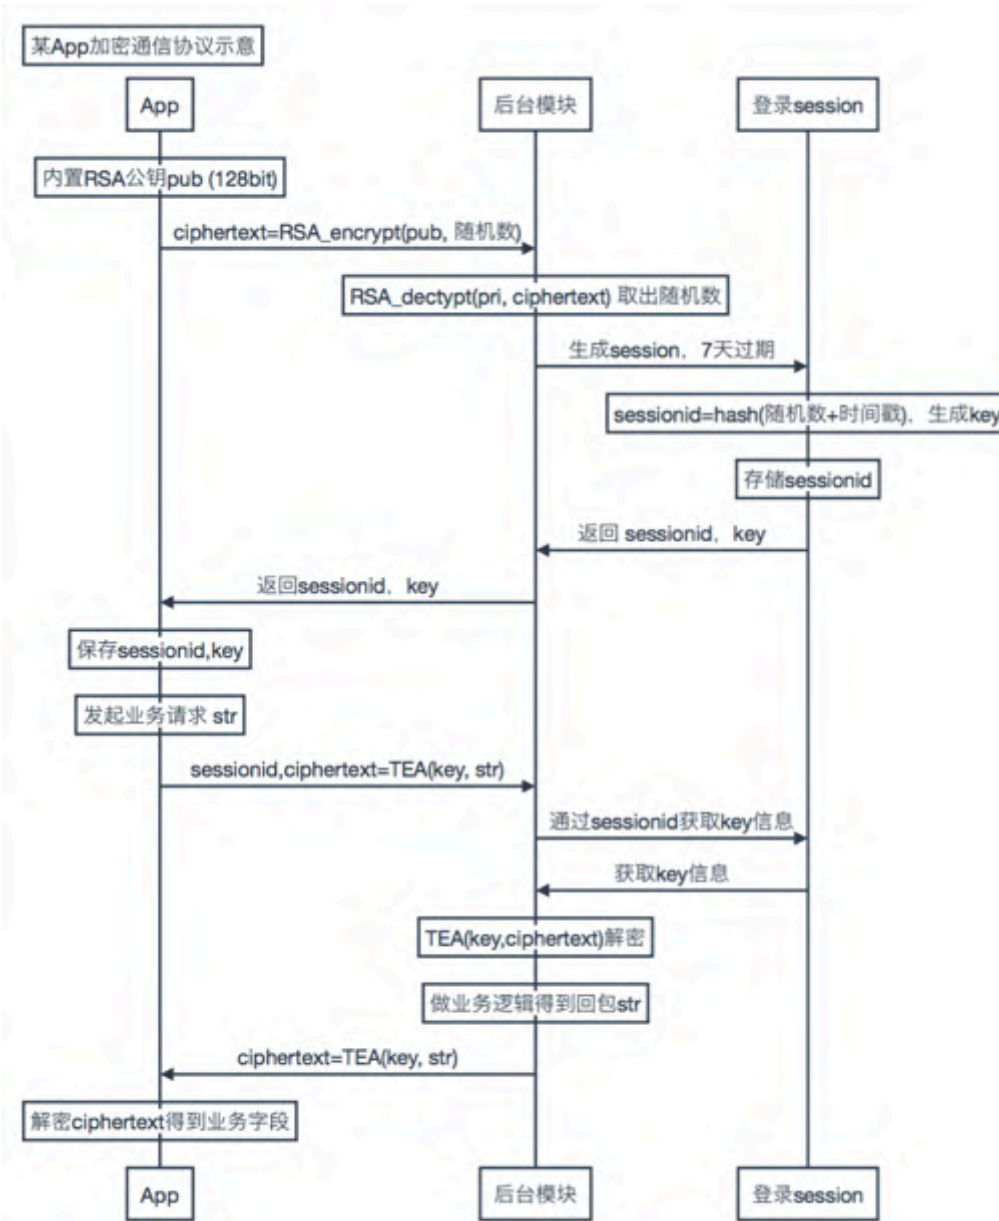 某App加密通信协议示意
App
后台模块
登录session
内置RSA公钥pub (128bit)
ciphertext=RSA_encrypt(pub, 随机数)
RSA_dectypt(pri, ciphertext) 取出随机数
生成session，7天过期
sessionid=hash(随机数+时间戳)，生成key
存储sessionid
返回 sessionid，key
返回sessionid，key
保存sessionid,key
发起业务请求 str
sessionid,ciphertext=TEA(key, str)
通过sessionid获取key信息
获取key信息
TEA(key,ciphertext)解密
做业务逻辑得到回包str
ciphertext=TEA(key, str)
解密ciphertext得到业务字段
App
后台模块
登录session